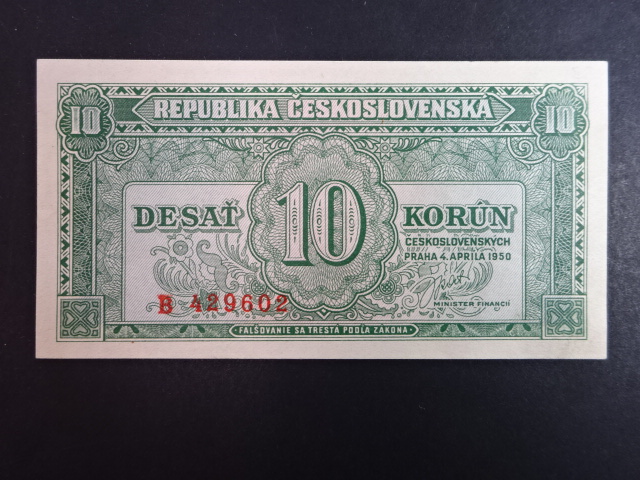 REPUBLIKA ČESKOSLOVENSKÁ
10 10
DESAŤ 10 KORÚN
ČESKOSLOVENSKÝCH
PRAHA 4. APRÍLA 1950
B 429602
MINISTER FINANCIÍ
• FALŠOVANIE SA TRESTÁ PODĽA ZÁKONA •